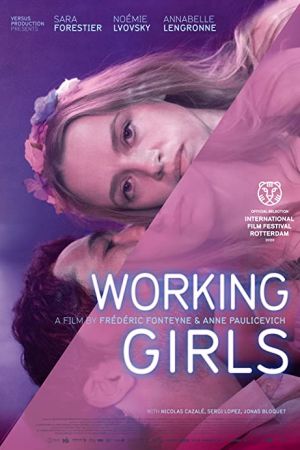 VERSUS
PRODUCTION
PRESENTS
SARA
FORESTIER
NOÉMIE
LVOVSKY
ANNABELLE
LENGRONNE
OFFICIAL SELECTION
INTERNATIONAL
FILM FESTIVAL
ROTTERDAM
2020
WORKING
A FILM BY FRÉDÉRIC FONTEYNE & ANNE PAULICEVICH
GIRLS
WITH NICOLAS CAZALÉ, SERGI LOPEZ, JONAS BLOQUET